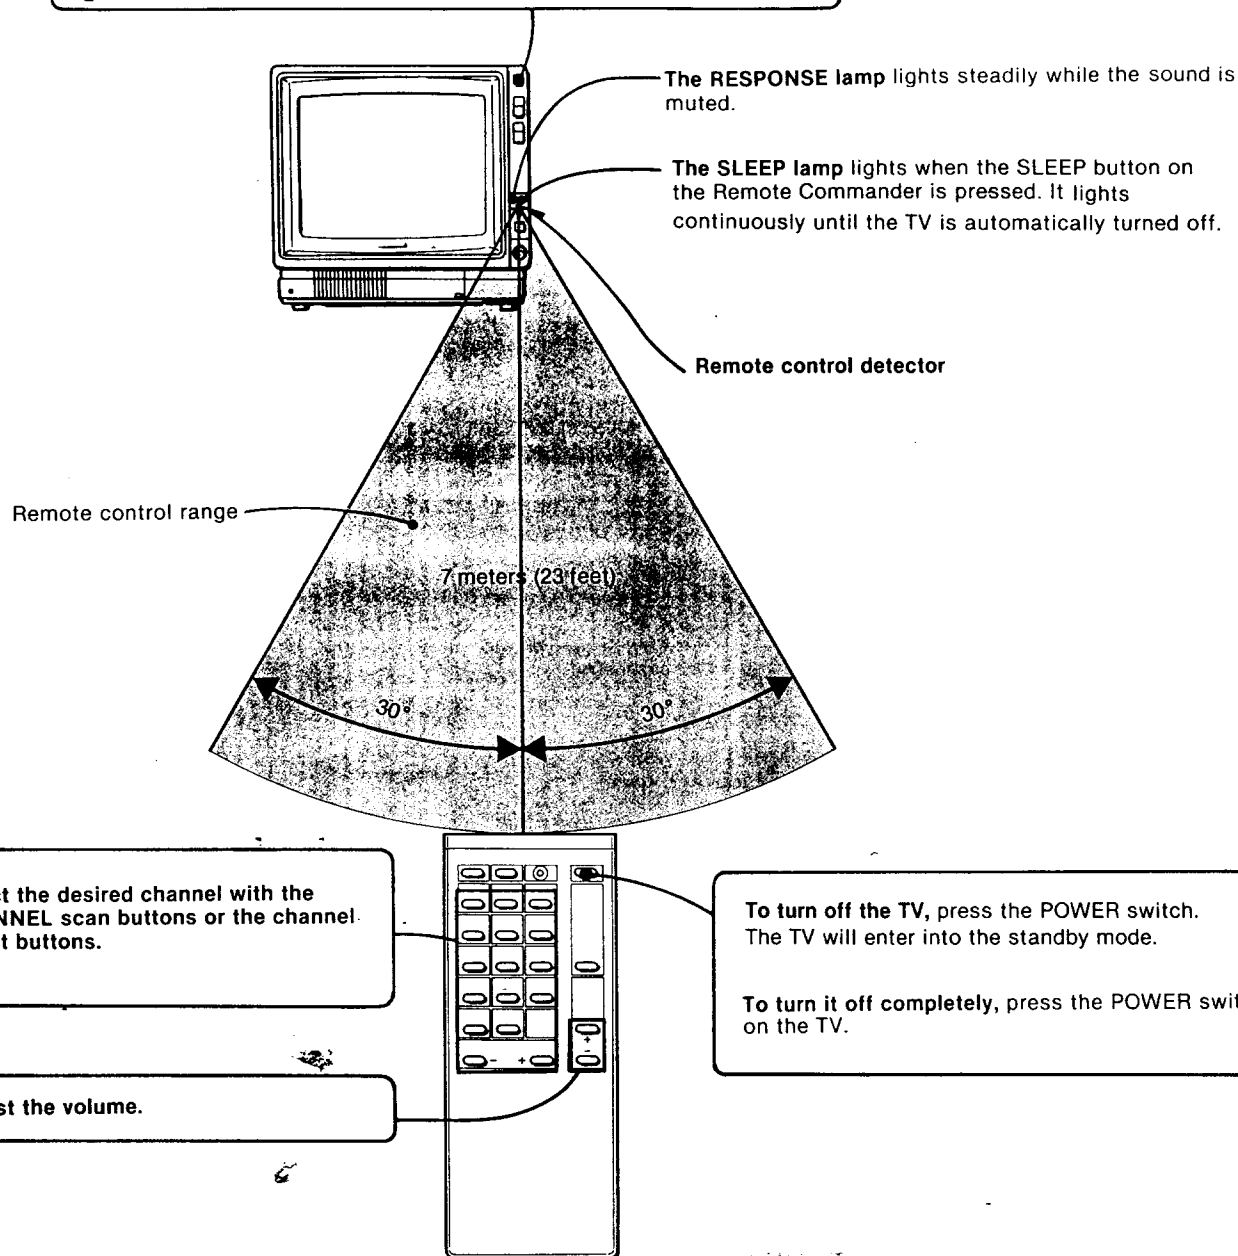 The RESPONSE lamp lights steadily while the sound is
muted.
The SLEEP lamp lights when the SLEEP button on
the Remote Commander is pressed. It lights
continuously until the TV is automatically turned off.
Remote control detector
Remote control range
7 meters (23 feet)
30°
30°
ct the desired channel with the
NNEL scan buttons or the channel
t buttons.
To turn off the TV, press the POWER switch.
The TV will enter into the standby mode.
To turn it off completely, press the POWER swit
on the TV.
- +
+
-
st the volume.